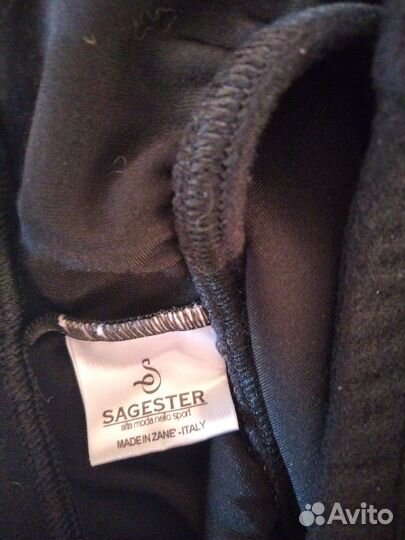 SAGESTER
alta moda nello sport
MADE IN ZANE' - ITALY
Avito